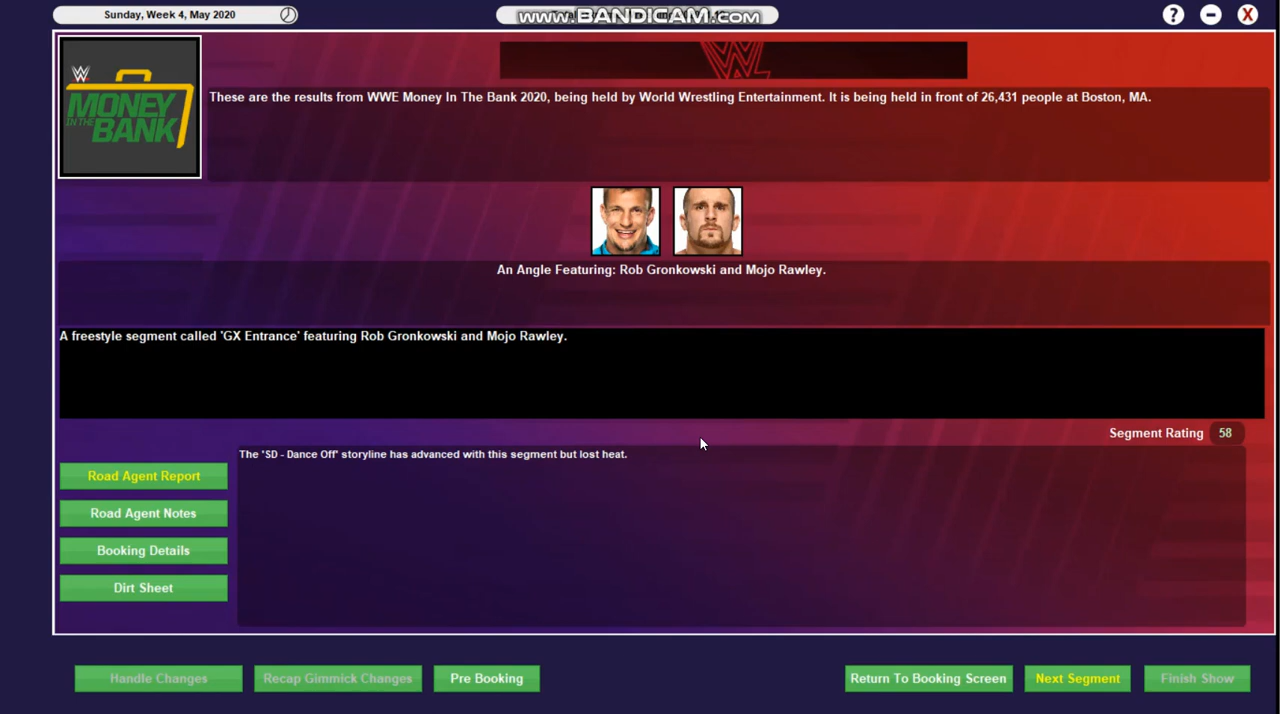 Sunday, Week 4, May 2020
www.BANDICAM.com
? X
W
MONEY
IN THE
BANK
These are the results from WWE Money In The Bank 2020, being held by World Wrestling Entertainment. It is being held in front of 26,431 people at Boston, MA.
An Angle Featuring: Rob Gronkowski and Mojo Rawley.
A freestyle segment called 'GX Entrance' featuring Rob Gronkowski and Mojo Rawley.
Segment Rating 58
The 'SD - Dance Off' storyline has advanced with this segment but lost heat.
Road Agent Report
Road Agent Notes
Booking Details
Dirt Sheet
Handle Changes Recap Gimmick Changes Pre Booking Return To Booking Screen Next Segment Finish Show